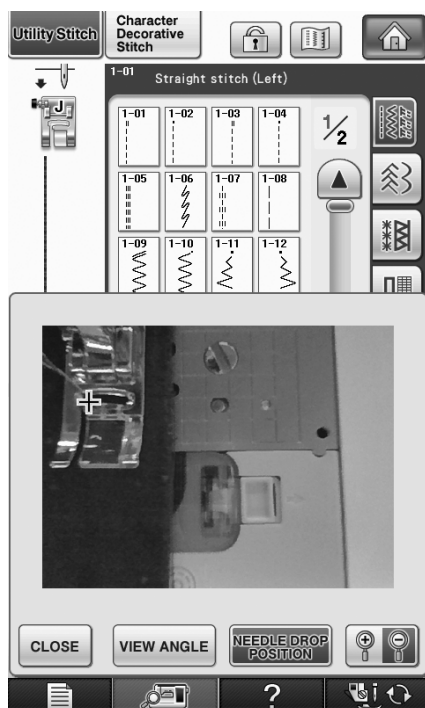 Utility Stitch
Character
Decorative
Stitch
1-01
Straight stitch (Left)
J
1-01
1-02
1-03
1-04
1/2
1-05
1-06
1-07
1-08
1-09
1-10
1-11
1-12
CLOSE
VIEW ANGLE
NEEDLE DROP
POSITION
?
i